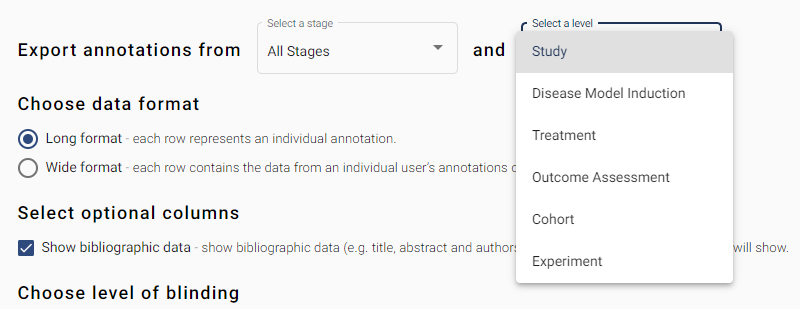 Select a stage
Select a level
Export annotations from
All Stages
and
Study
Disease Model Induction
Treatment
Outcome Assessment
Cohort
Experiment
Choose data format
Long format - each row represents an individual annotation.
Wide format - each row contains the data from an individual user's annotations
Select optional columns
Show bibliographic data - show bibliographic data (e.g. title, abstract and authors
will show.
Choose level of blinding